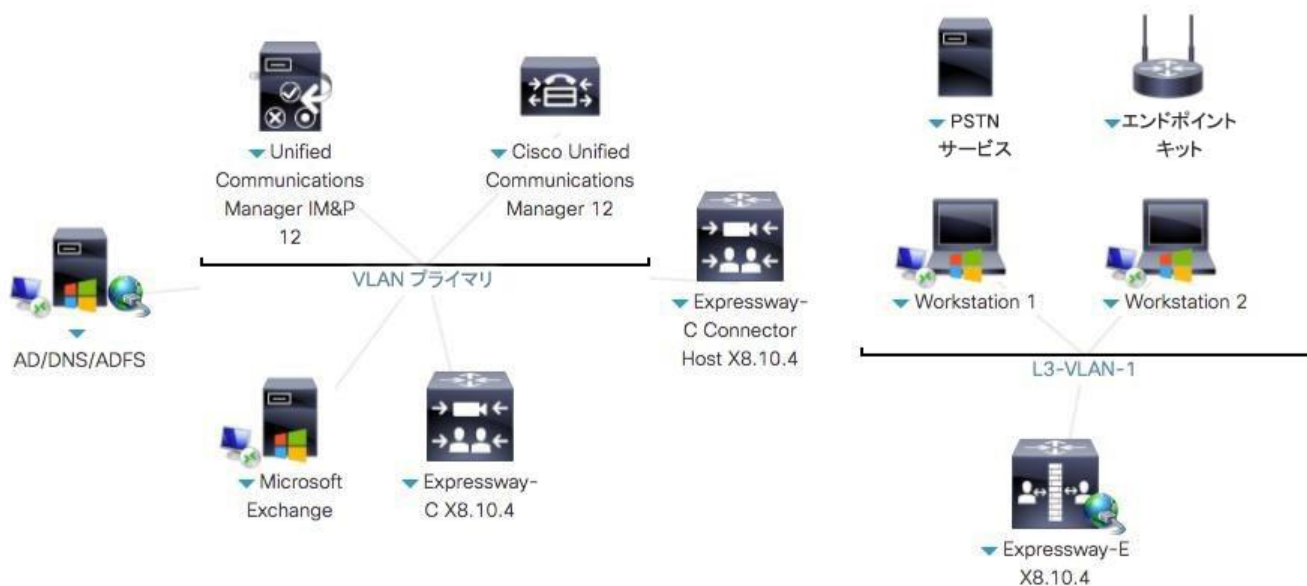 Unified
Communications
Manager IM&P
12
Cisco Unified
Communications
Manager 12
PSTN
サービス
エンドポイント
キット
AD/DNS/ADFS
VLAN プライマリ
Expressway-
C Connector
Host X8.10.4
Workstation 1
Workstation 2
L3-VLAN-1
Microsoft
Exchange
Expressway-
C X8.10.4
Expressway-E
X8.10.4